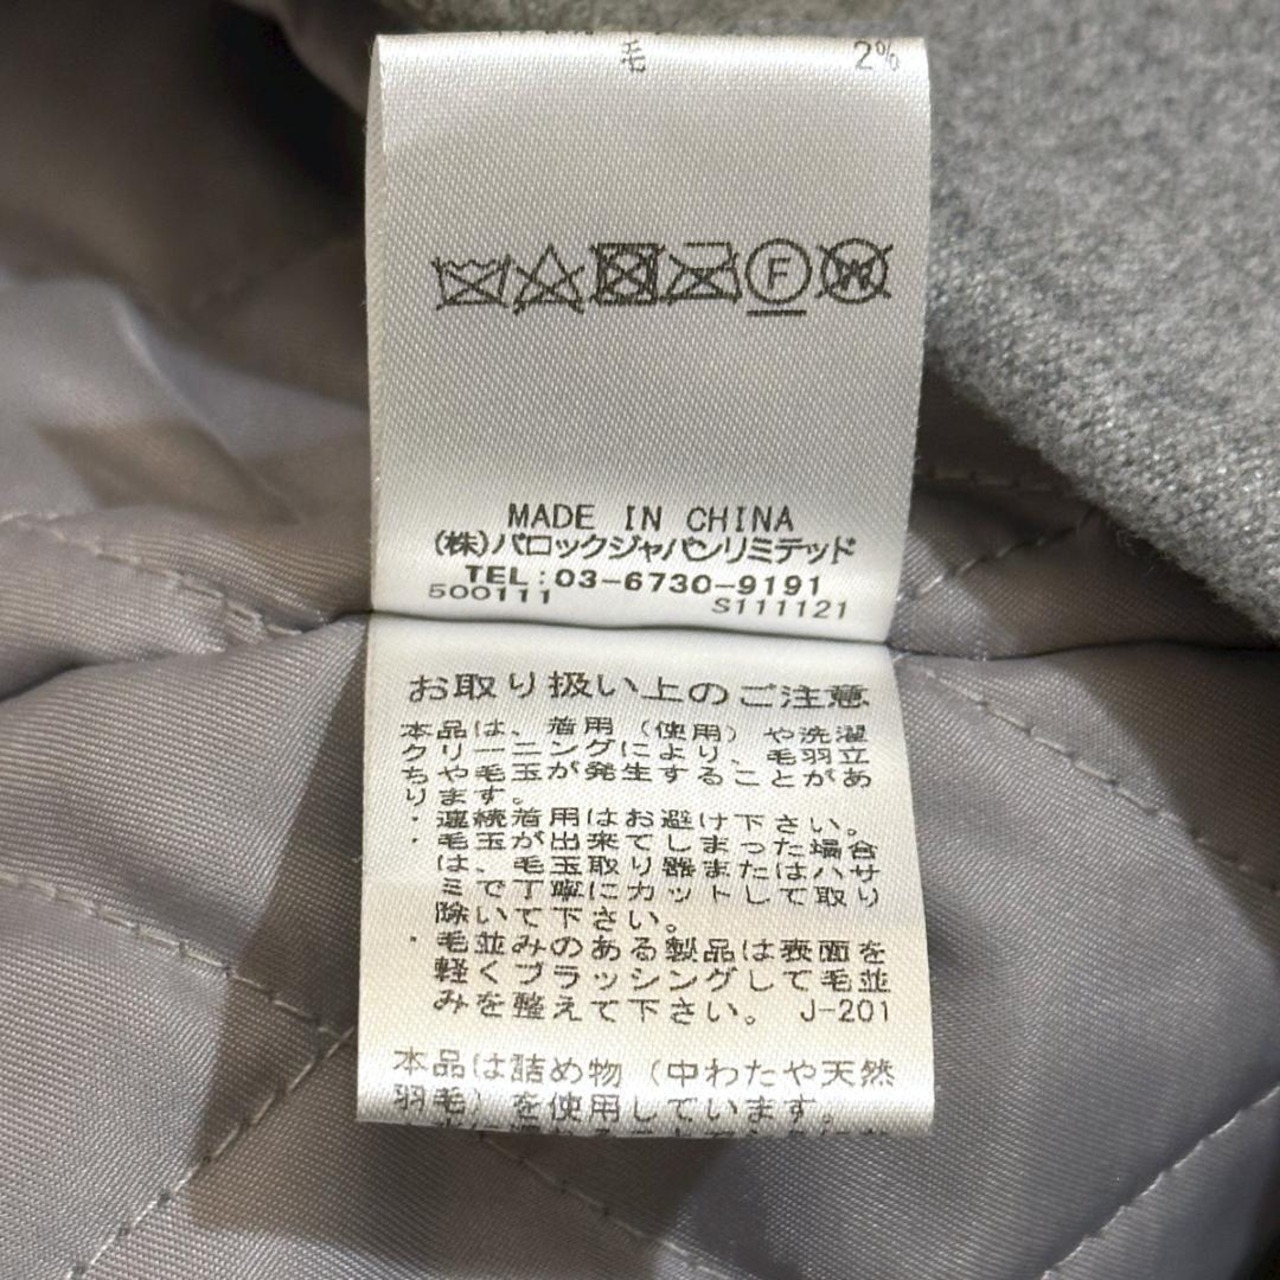 毛 2%
F W
MADE IN CHINA
(株)バロックジャパンリミテッド
TEL:03-6730-9191
500111 S111121
お取り扱い上のご注意
本品は、着用(使用)や洗濯
クリーニングにより、毛羽立
ちや毛玉が発生することがあ
ります。
・連続着用はお避け下さい。
・毛玉が出来てしまった場合
は、毛玉取り器またはハサ
ミで丁寧にカットして取り
除いて下さい。
・毛並みのある製品は表面を
軽くブラッシングして毛並
みを整えて下さい。 J-201
本品は詰め物(中わたや天然
羽毛)を使用しています。